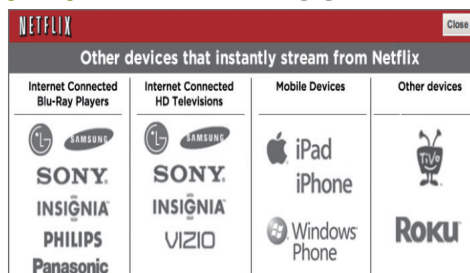 NETFLIX
Close
Other devices that instantly stream from Netflix
Internet Connected
Blu-Ray Players
LG SAMSUNG
SONY
INSIGNIA
PHILIPS
Panasonic
Internet Connected
HD Televisions
LG SAMSUNG
SONY
INSIGNIA
VIZIO
Mobile Devices
iPad
iPhone
Windows
Phone
Other devices
TiVo
ROKU